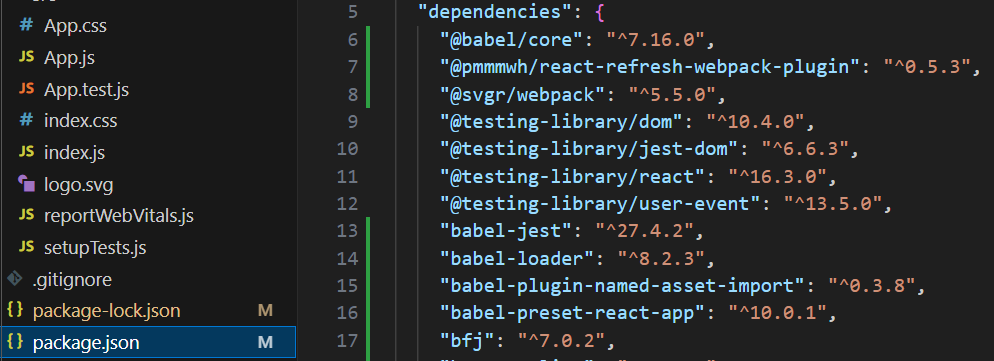 App.css
JS App.js
JS App.test.js
index.css
JS index.js
logo.svg
JS reportWebVitals.js
JS setupTests.js
.gitignore
{} package-lock.json M
{} package.json M
5 "dependencies": {
6 "@babel/core": "^7.16.0",
7 "@pmmmwh/react-refresh-webpack-plugin": "^0.5.3",
8 "@svgr/webpack": "^5.5.0",
9 "@testing-library/dom": "^10.4.0",
10 "@testing-library/jest-dom": "^6.6.3",
11 "@testing-library/react": "^16.3.0",
12 "@testing-library/user-event": "^13.5.0",
13 "babel-jest": "^27.4.2",
14 "babel-loader": "^8.2.3",
15 "babel-plugin-named-asset-import": "^0.3.8",
16 "babel-preset-react-app": "^10.0.1",
17 "bfj": "^7.0.2",